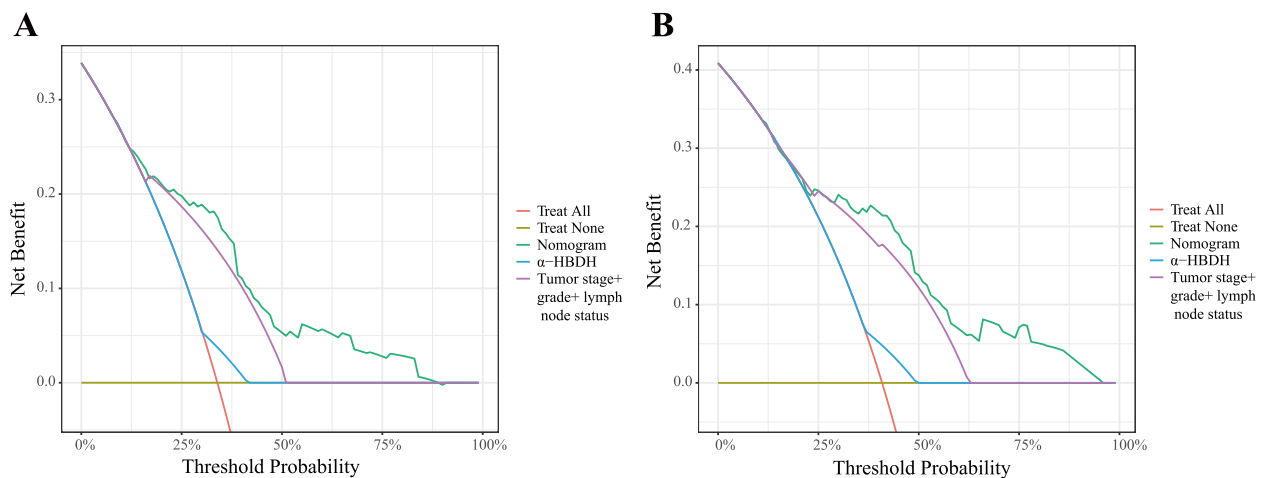 A
Net Benefit
0.3
0.2
0.1
0.0
0%
25%
50%
75%
100%
Threshold Probability
Treat All
Treat None
Nomogram
α−HBDH
Tumor stage+
grade+ lymph
node status
B
Net Benefit
0.4
0.3
0.2
0.1
0.0
0%
25%
50%
75%
100%
Threshold Probability
Treat All
Treat None
Nomogram
α−HBDH
Tumor stage+
grade+ lymph
node status